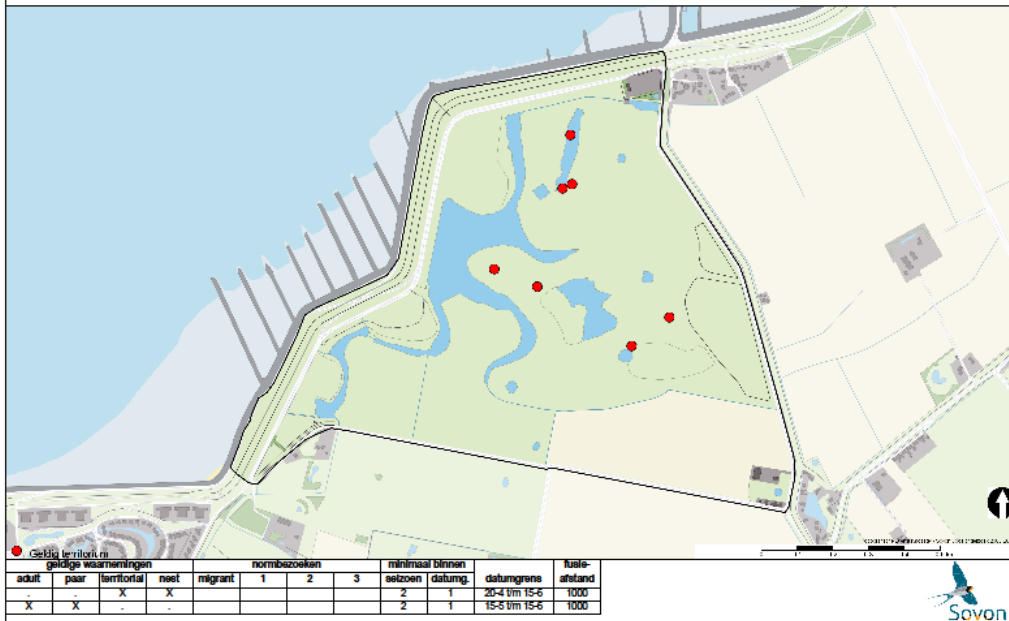 Geldig territorium
geldige waarnemingen normbezoeken minimaal binnen fusie-
adult paar territorial nest migrant 1 2 3 seizoen datumg. datumgrens afstand
. . X X 2 1 20-4 t/m 15-6 1000
X X . . 2 1 15-5 t/m 15-6 1000
Sovon